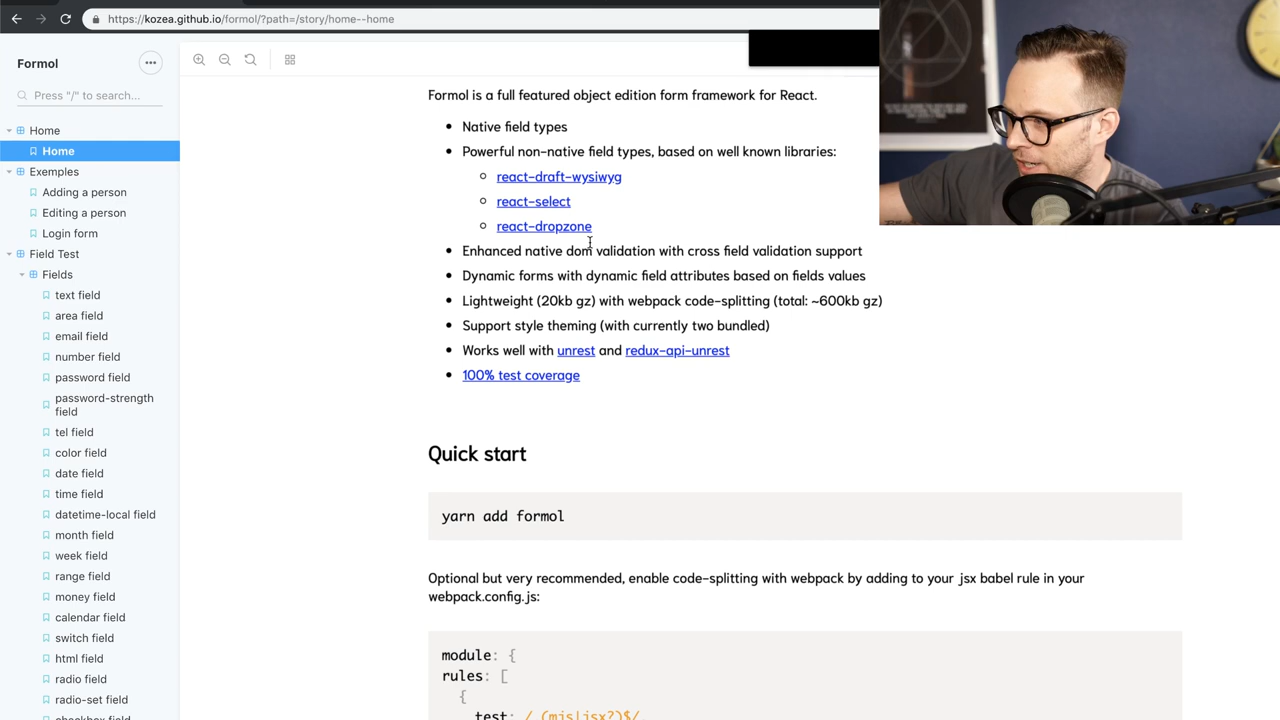 https://kozea.github.io/formol/?path=/story/home--home
Formol
Press "/" to search...
Home
Home
Exemples
Adding a person
Editing a person
Login form
Field Test
Fields
text field
area field
email field
number field
password field
password-strength
field
tel field
color field
date field
time field
datetime-local field
month field
week field
range field
money field
calendar field
switch field
html field
radio field
radio-set field
checkbox field
Formol is a full featured object edition form framework for React.
Native field types
Powerful non-native field types, based on well known libraries:
react-draft-wysiwyg
react-select
react-dropzone
Enhanced native dom validation with cross field validation support
Dynamic forms with dynamic field attributes based on fields values
Lightweight (20kb gz) with webpack code-splitting (total: ~600kb gz)
Support style theming (with currently two bundled)
Works well with unrest and redux-api-unrest
100% test coverage
Quick start
yarn add formol
Optional but very recommended, enable code-splitting with webpack by adding to your jsx babel rule in your
webpack.config.js:
module: {
rules: [
{
test: /.(mjs|jsx?)$/,